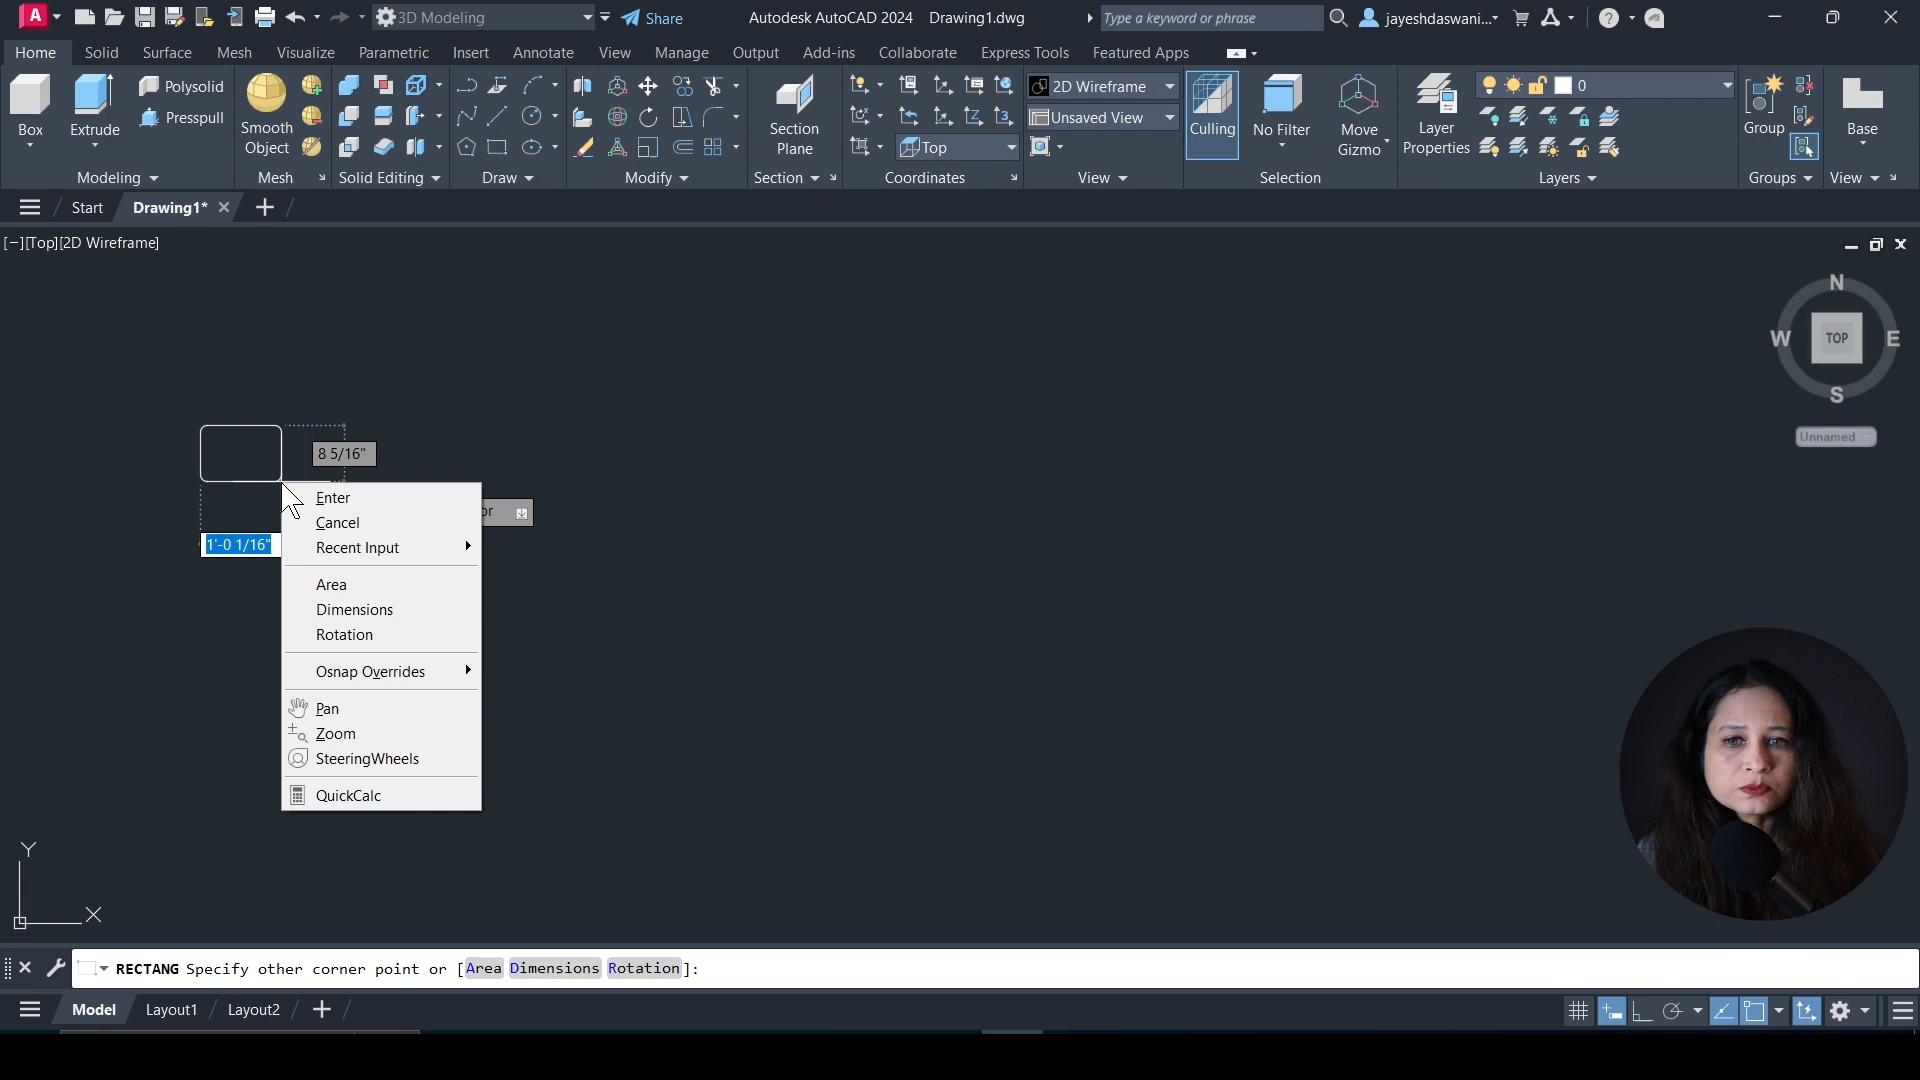 A 3D Modeling Share Autodesk AutoCAD 2024 Drawing1.dwg Type a keyword or phrase jayeshdaswani...
Home Solid Surface Mesh Visualize Parametric Insert Annotate View Manage Output Add-ins Collaborate Express Tools Featured Apps
Box
Extrude
Polysolid
Presspull
Modeling
Smooth
Object
Mesh
Solid Editing
Draw
Modify
Section
Plane
Section
Top
Coordinates
2D Wireframe
Unsaved View
View
Culling
No Filter
Move
Gizmo
Selection
Layer
Properties
0
Layers
Group
Groups
Base
View
Start Drawing1*
[−][Top][2D Wireframe]
N
W TOP E
S
Unnamed
8 5/16"
or
1'-0 1/16"
Enter
Cancel
Recent Input
Area
Dimensions
Rotation
Osnap Overrides
Pan
Zoom
SteeringWheels
QuickCalc
Y
X
RECTANG Specify other corner point or [Area Dimensions Rotation]:
Model Layout1 Layout2